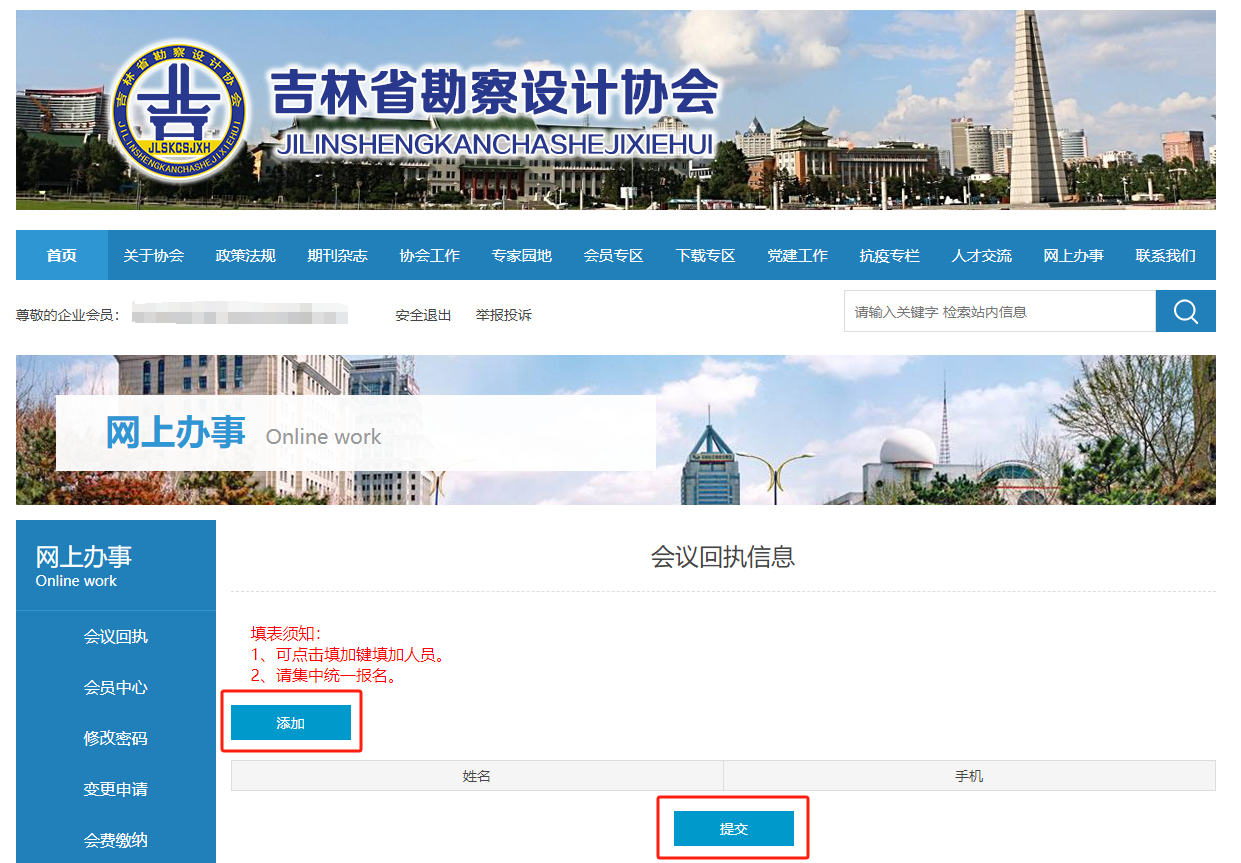 吉林省勘察设计协会
JILINSHENGKANCHASHEJIXIEHUI
吉林省勘察设计协会
JLSKCSJXH
JILINSHENGKANCHASHEJIXIEHUI
首页 关于协会 政策法规 期刊杂志 协会工作 专家园地 会员专区 下载专区 党建工作 抗疫专栏 人才交流 网上办事 联系我们
尊敬的企业会员： 安全退出 举报投诉 请输入关键字 检索站内信息
网上办事 Online work
网上办事
Online work
会议回执
会员中心
修改密码
变更申请
会费缴纳
会议回执信息
填表须知：
1、可点击填加键填加人员。
2、请集中统一报名。
添加
姓名 手机
提交